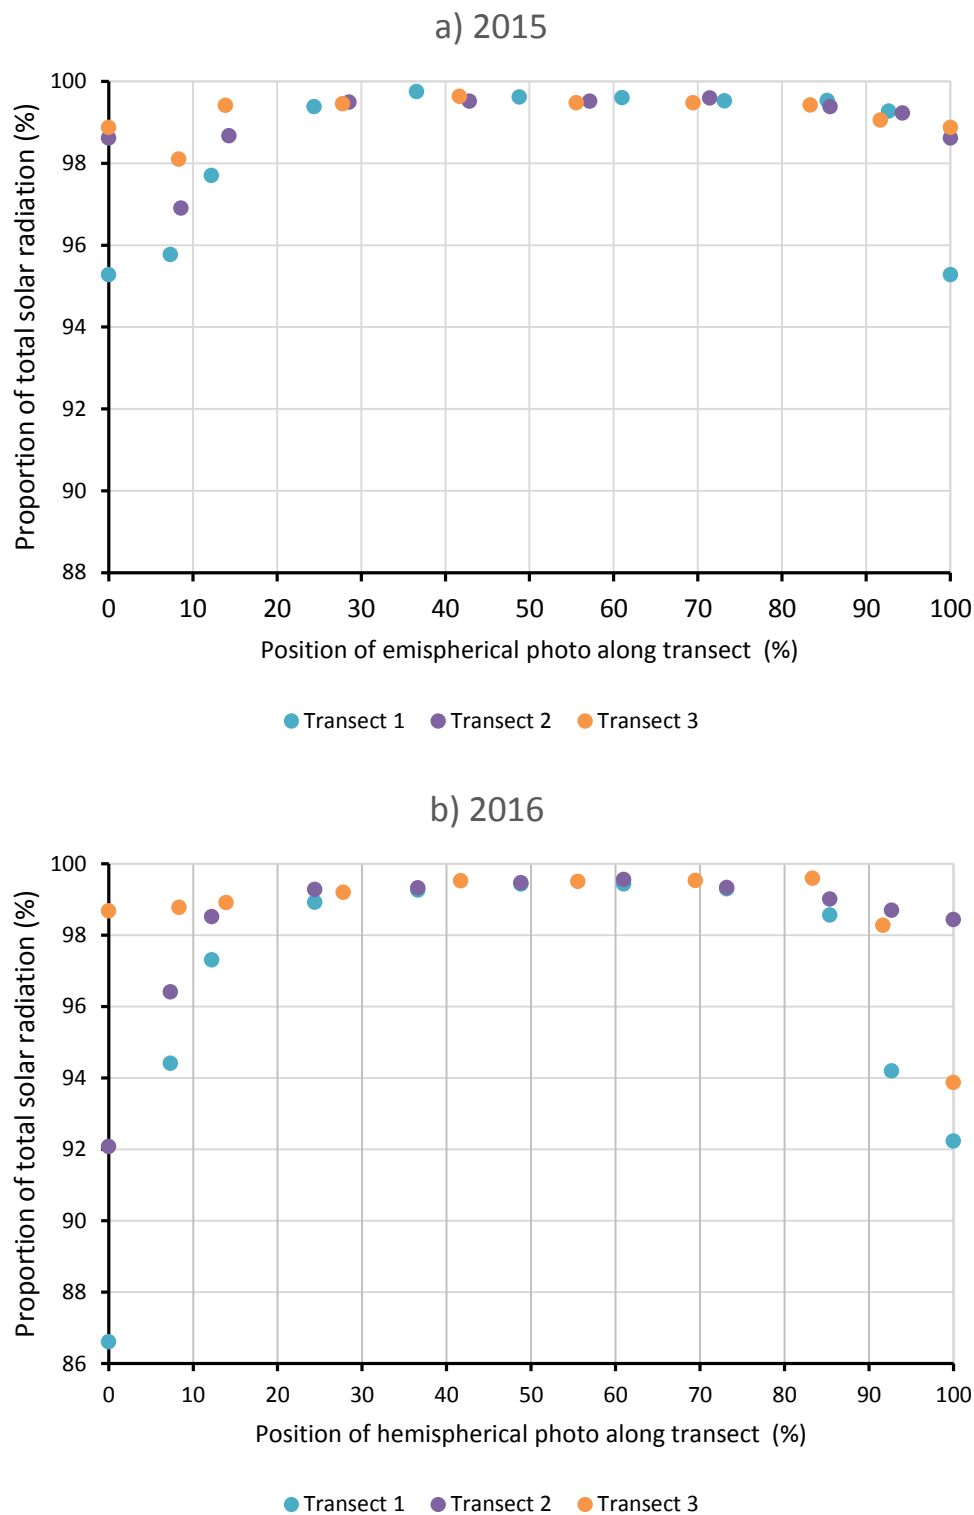 a) 2015
Proportion of total solar radiation (%)
100
98
96
94
92
90
88
0 10 20 30 40 50 60 70 80 90 100
Position of emispherical photo along transect (%)
Transect 1 Transect 2 Transect 3
b) 2016
Proportion of total solar radiation (%)
100
98
96
94
92
90
88
86
0 10 20 30 40 50 60 70 80 90 100
Position of hemispherical photo along transect (%)
Transect 1 Transect 2 Transect 3